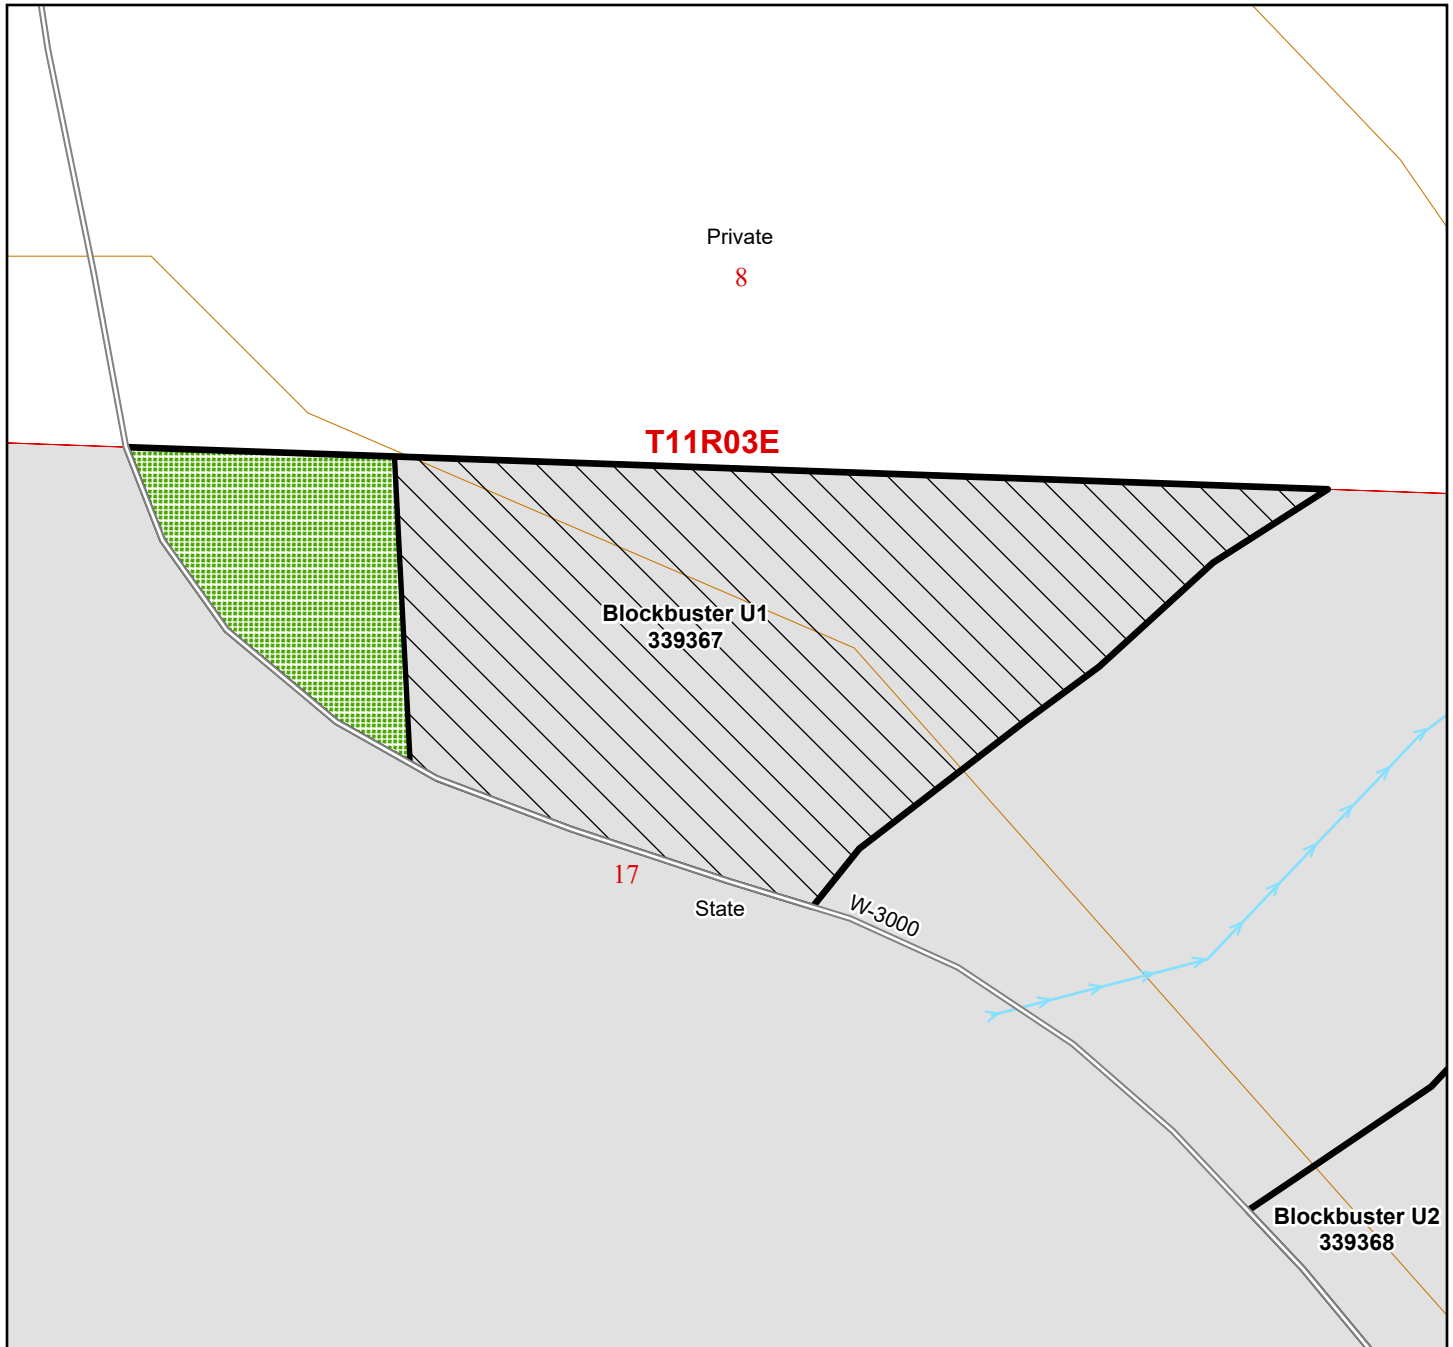 Private
8
T11R03E
Blockbuster U1
339367
17
State
W-3000
Blockbuster U2
339368